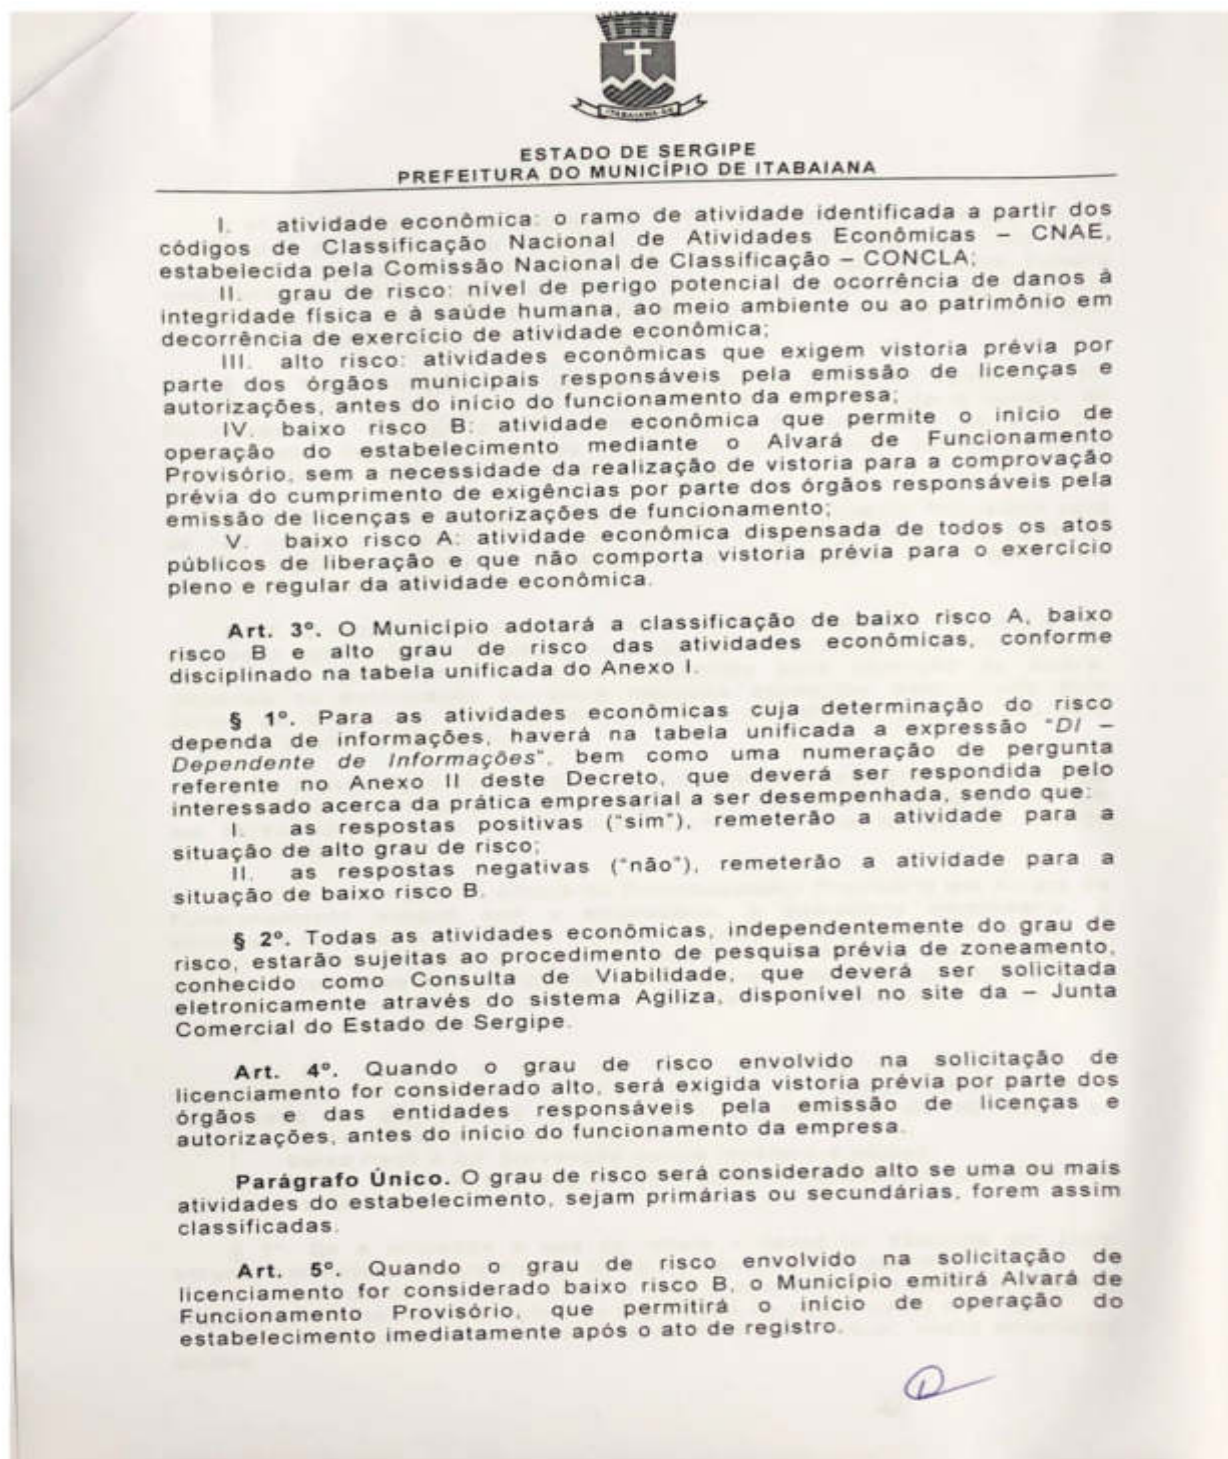 ITABAIANA-SE
ESTADO DE SERGIPE
PREFEITURA DO MUNICÍPIO DE ITABAIANA
I. atividade econômica: o ramo de atividade identificada a partir dos
códigos de Classificação Nacional de Atividades Econômicas – CNAE,
estabelecida pela Comissão Nacional de Classificação – CONCLA;
II. grau de risco: nível de perigo potencial de ocorrência de danos à
integridade física e à saúde humana, ao meio ambiente ou ao patrimônio em
decorrência de exercício de atividade econômica;
III. alto risco: atividades econômicas que exigem vistoria prévia por
parte dos órgãos municipais responsáveis pela emissão de licenças e
autorizações, antes do início do funcionamento da empresa;
IV. baixo risco B: atividade econômica que permite o início de
operação do estabelecimento mediante o Alvará de Funcionamento
Provisório, sem a necessidade da realização de vistoria para a comprovação
prévia do cumprimento de exigências por parte dos órgãos responsáveis pela
emissão de licenças e autorizações de funcionamento;
V. baixo risco A: atividade econômica dispensada de todos os atos
públicos de liberação e que não comporta vistoria prévia para o exercício
pleno e regular da atividade econômica.
Art. 3º. O Município adotará a classificação de baixo risco A, baixo
risco B e alto grau de risco das atividades econômicas, conforme
disciplinado na tabela unificada do Anexo I.
§ 1º. Para as atividades econômicas cuja determinação do risco
dependa de informações, haverá na tabela unificada a expressão “DI –
Dependente de Informações”, bem como uma numeração de pergunta
referente no Anexo II deste Decreto, que deverá ser respondida pelo
interessado acerca da prática empresarial a ser desempenhada, sendo que:
I. as respostas positivas (“sim”), remeterão a atividade para a
situação de alto grau de risco;
II. as respostas negativas (“não”), remeterão a atividade para a
situação de baixo risco B.
§ 2º. Todas as atividades econômicas, independentemente do grau de
risco, estarão sujeitas ao procedimento de pesquisa prévia de zoneamento,
conhecido como Consulta de Viabilidade, que deverá ser solicitada
eletronicamente através do sistema Agiliza, disponível no site da – Junta
Comercial do Estado de Sergipe.
Art. 4º. Quando o grau de risco envolvido na solicitação de
licenciamento for considerado alto, será exigida vistoria prévia por parte dos
órgãos e das entidades responsáveis pela emissão de licenças e
autorizações, antes do início do funcionamento da empresa.
Parágrafo Único. O grau de risco será considerado alto se uma ou mais
atividades do estabelecimento, sejam primárias ou secundárias, forem assim
classificadas.
Art. 5º. Quando o grau de risco envolvido na solicitação de
licenciamento for considerado baixo risco B, o Município emitirá Alvará de
Funcionamento Provisório, que permitirá o início de operação do
estabelecimento imediatamente após o ato de registro.